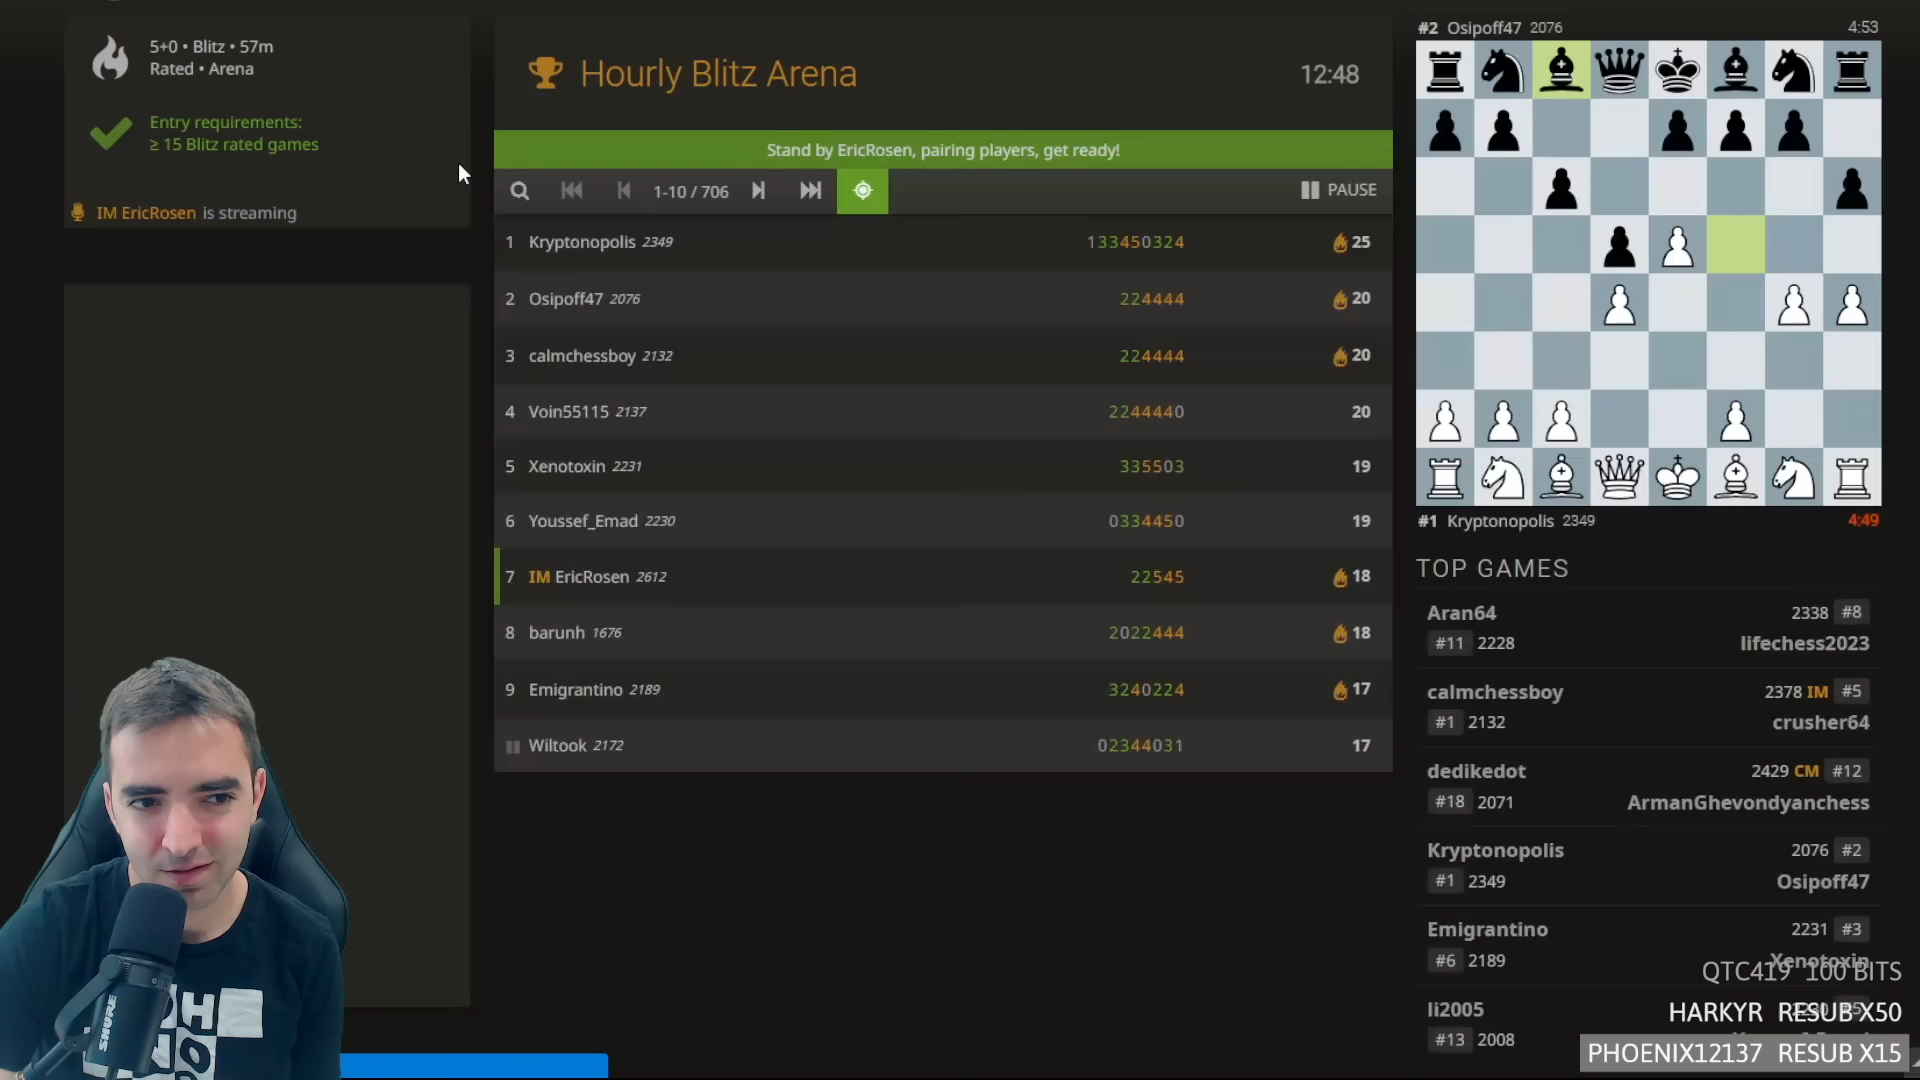 5+0 • Blitz • 57m
Rated • Arena
Entry requirements:
≥ 15 Blitz rated games
IM EricRosen is streaming
Hourly Blitz Arena
12:48
Stand by EricRosen, pairing players, get ready!
1-10 / 706
PAUSE
1 Kryptonopolis 2349 133450324 25
2 Osipoff47 2076 224444 20
3 calmchessboy 2132 224444 20
4 Voin55115 2137 2244440 20
5 Xenotoxin 2231 335503 19
6 Youssef_Emad 2230 0334450 19
7 IM EricRosen 2612 22545 18
8 barunh 1676 2022444 18
9 Emigrantino 2189 3240224 17
Wiltook 2172 02344031 17
#2 Osipoff47 2076 4:53
#1 Kryptonopolis 2349 4:49
TOP GAMES
Aran64 2338 #8
#11 2228 lifechess2023
calmchessboy 2378 IM #5
#1 2132 crusher64
dedikedot 2429 CM #12
#18 2071 ArmanGhevondyanchess
Kryptonopolis 2076 #2
#1 2349 Osipoff47
Emigrantino 2231 #3
#6 2189 Xenotoxin
QTC419 100 BITS
li2005
HARKYR RESUB X50
#13 2008
PHOENIX12137 RESUB X15
SHURE